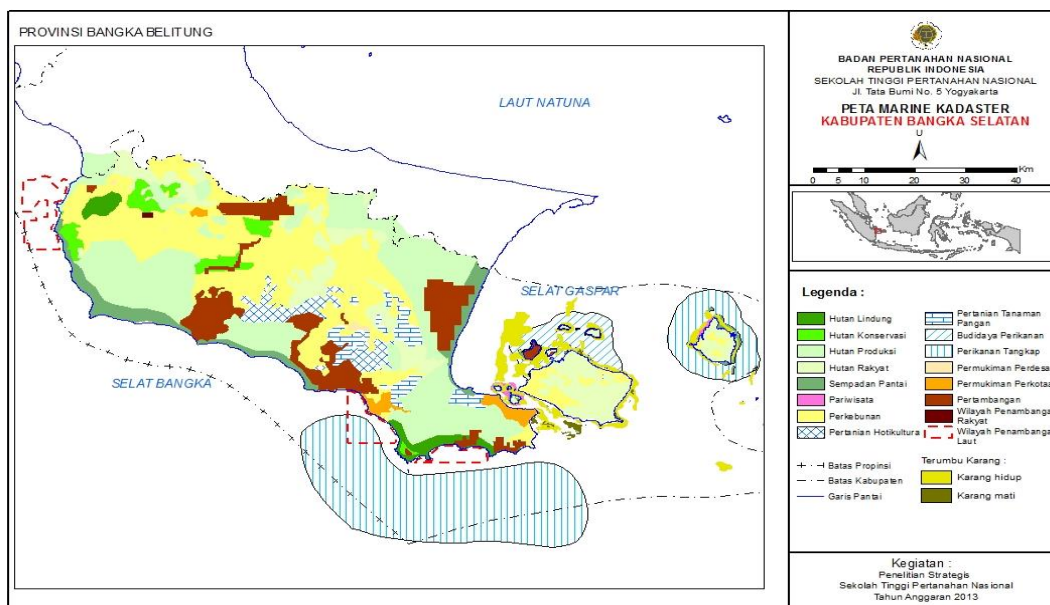 PROVINSI BANGKA BELITUNG
LAUT NATUNA
SELAT GASPAR
SELAT BANGKA
BADAN PERTANAHAN NASIONAL
REPUBLIK INDONESIA
SEKOLAH TINGGI PERTANAHAN NASIONAL
Jl. Tata Bumi No. 5 Yogyakarta
PETA MARINE KADASTER
KABUPATEN BANGKA SELATAN
U
Km
0 5 10 20 30 40
Legenda :
Hutan Lindung
Hutan Konservasi
Hutan Produksi
Hutan Rakyat
Sempadan Pantai
Pariwisata
Perkebunan
Pertanian Hotikultura
Pertanian Tanaman
Pangan
Budidaya Perikanan
Perikanan Tangkap
Permukiman Perdesa
Permukiman Perkota
Pertambangan
Wilayah Penambanga
Rakyat
Wilayah Penambanga
Laut
Batas Propinsi
Batas Kabupaten
Garis Pantai
Terumbu Karang :
Karang hidup
Karang mati
Kegiatan :
Penelitian Strategis
Sekolah Tinggi Pertanahan Nasional
Tahun Anggaran 2013